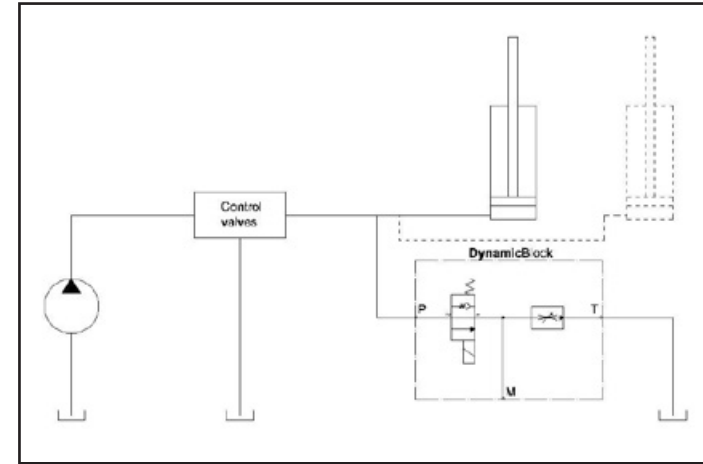 Control
valves
DynamicBlock
P
T
M